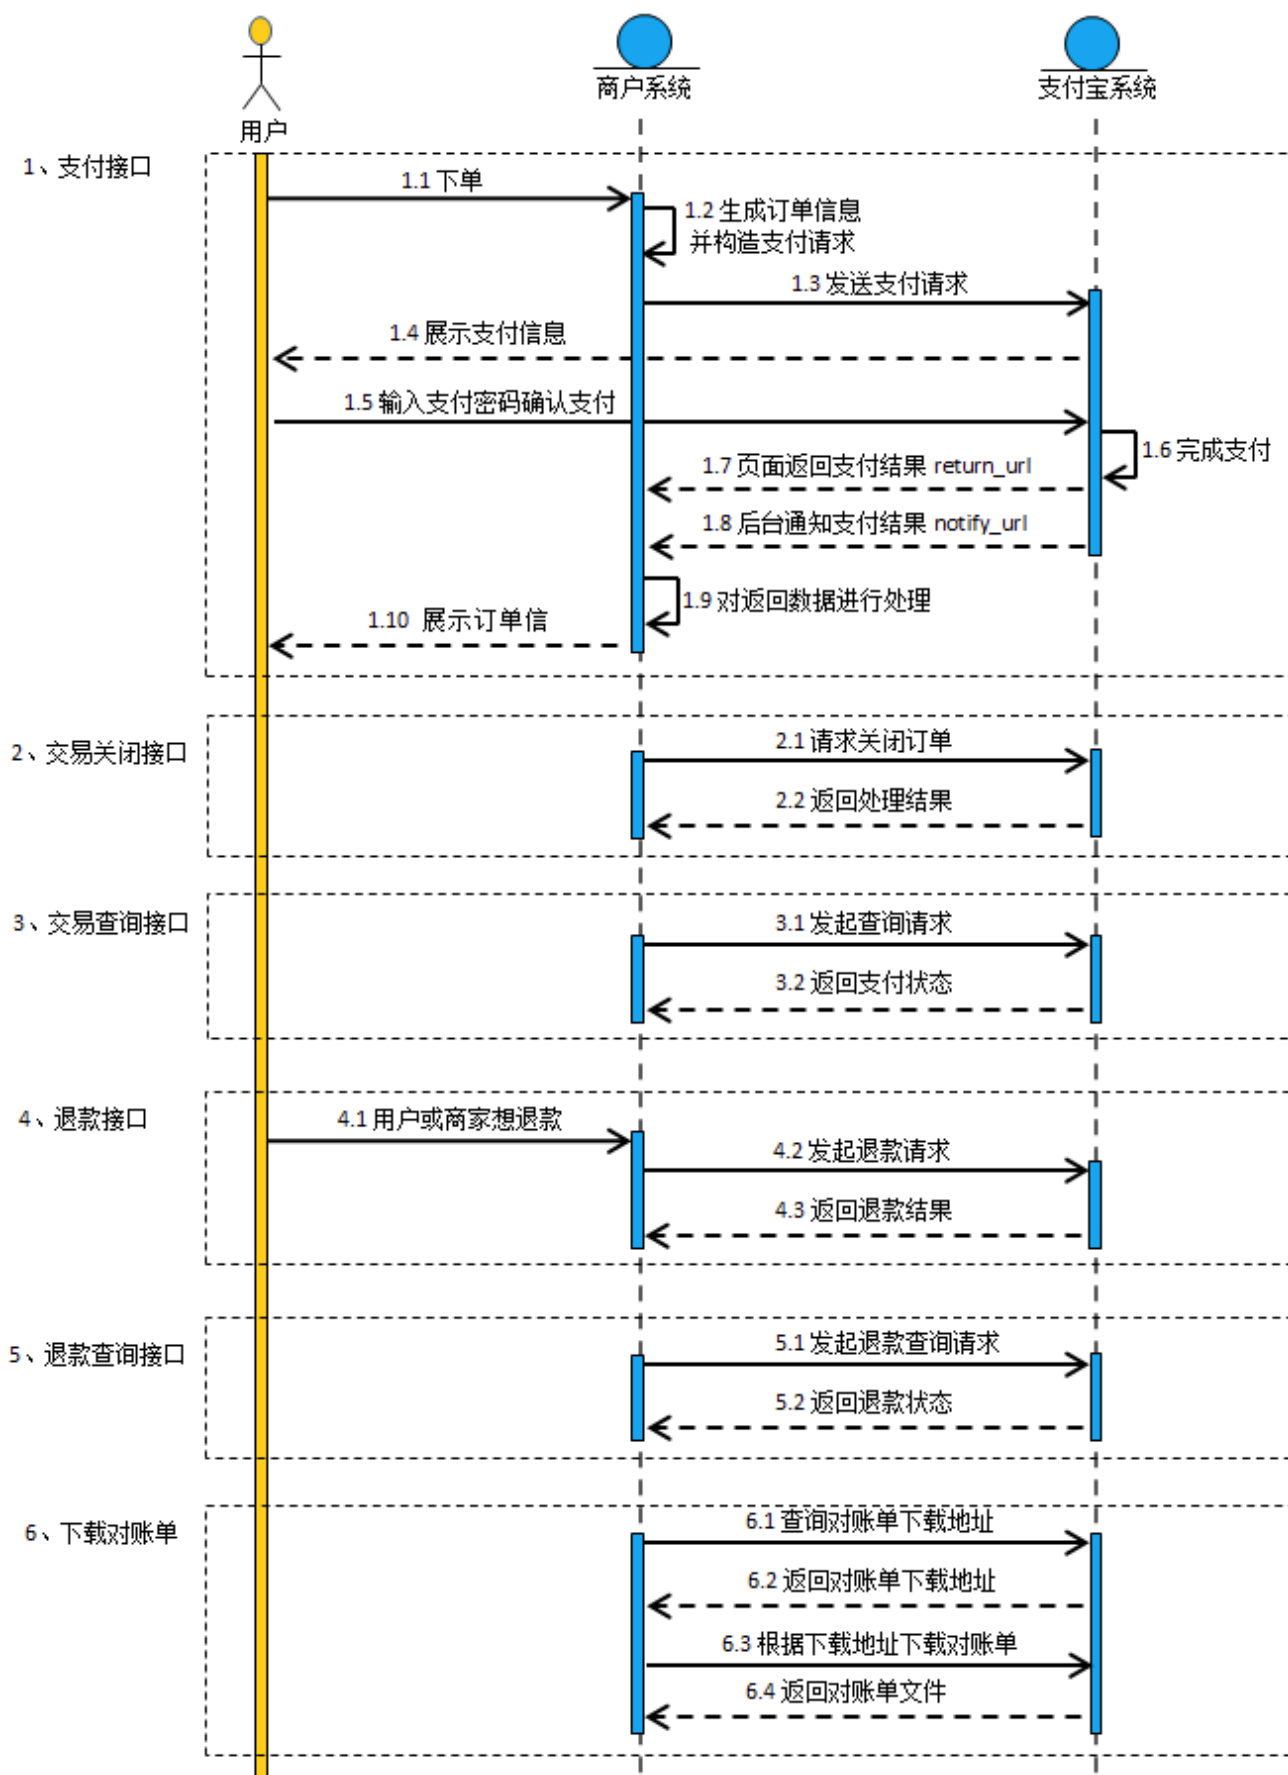 商户系统
支付宝系统
用户
1、支付接口
1.1 下单
1.2 生成订单信息
并构造支付请求
1.3 发送支付请求
1.4 展示支付信息
1.5 输入支付密码确认支付
1.6 完成支付
1.7 页面返回支付结果 return_url
1.8 后台通知支付结果 notify_url
1.9 对返回数据进行处理
1.10 展示订单信
2、交易关闭接口
2.1 请求关闭订单
2.2 返回处理结果
3、交易查询接口
3.1 发起查询请求
3.2 返回支付状态
4、退款接口
4.1 用户或商家想退款
4.2 发起退款请求
4.3 返回退款结果
5、退款查询接口
5.1 发起退款查询请求
5.2 返回退款状态
6、下载对账单
6.1 查询对账单下载地址
6.2 返回对账单下载地址
6.3 根据下载地址下载对账单
6.4 返回对账单文件